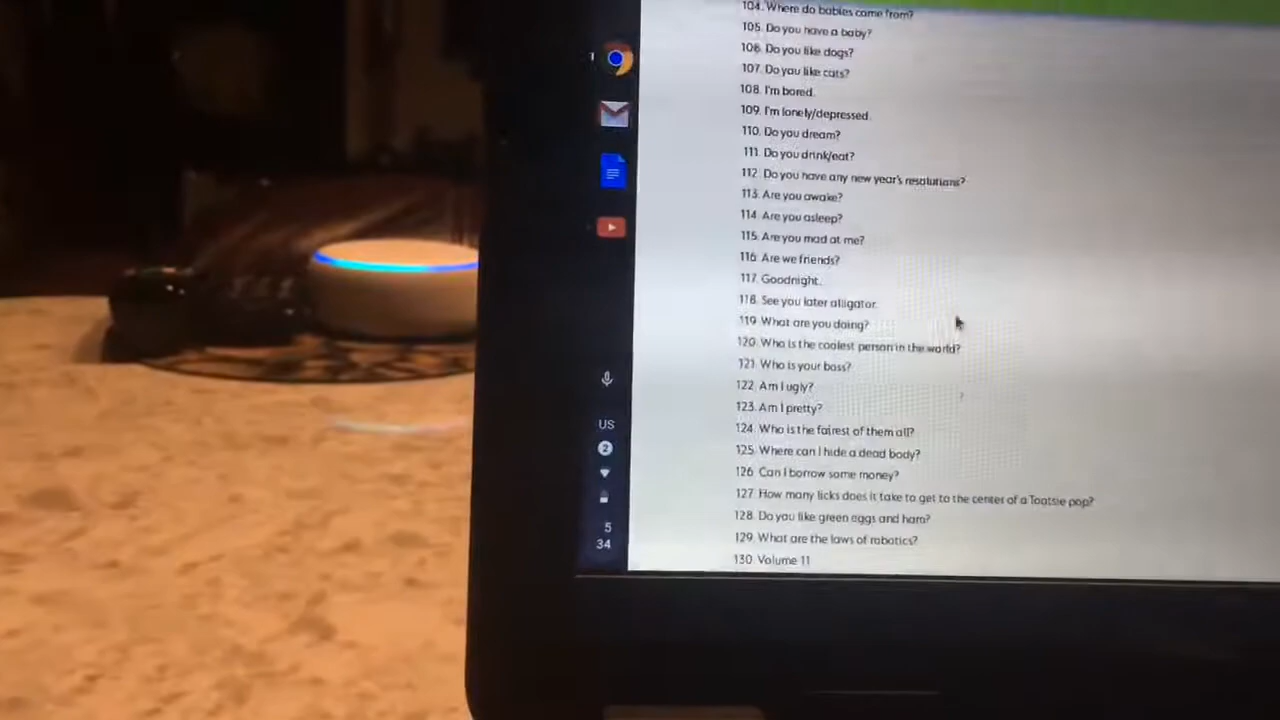 104. Where do babies come from?
105. Do you have a baby?
106. Do you like dogs?
107. Do you like cats?
108. I'm bored.
109. I'm lonely/depressed.
110. Do you dream?
111. Do you drink/eat?
112. Do you have any new year's resolutions?
113. Are you awake?
114. Are you asleep?
115. Are you mad at me?
116. Are we friends?
117. Goodnight.
118. See you later alligator.
119. What are you doing?
120. Who is the coolest person in the world?
121. Who is your boss?
122. Am I ugly?
123. Am I pretty?
124. Who is the fairest of them all?
125. Where can I hide a dead body?
126. Can I borrow some money?
127. How many licks does it take to get to the center of a Tootsie pop?
128. Do you like green eggs and ham?
129. What are the laws of robotics?
130. Volume 11
US
2
5
34